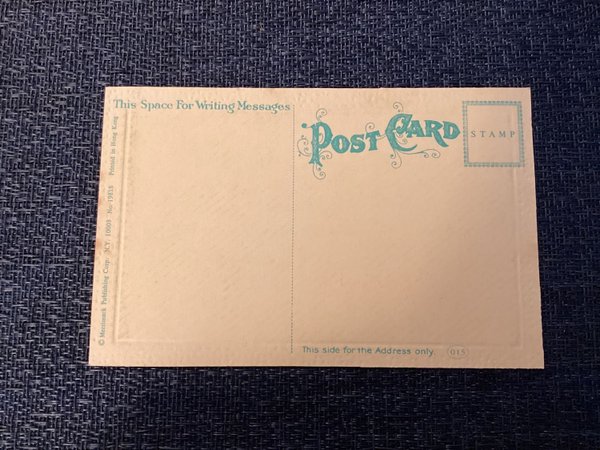 This Space For Writing Messages
POST CARD
STAMP
© Merrimack Publishing Corp. N.Y. 10003 No. 19815 Printed in Hong Kong
This side for the Address only.
015